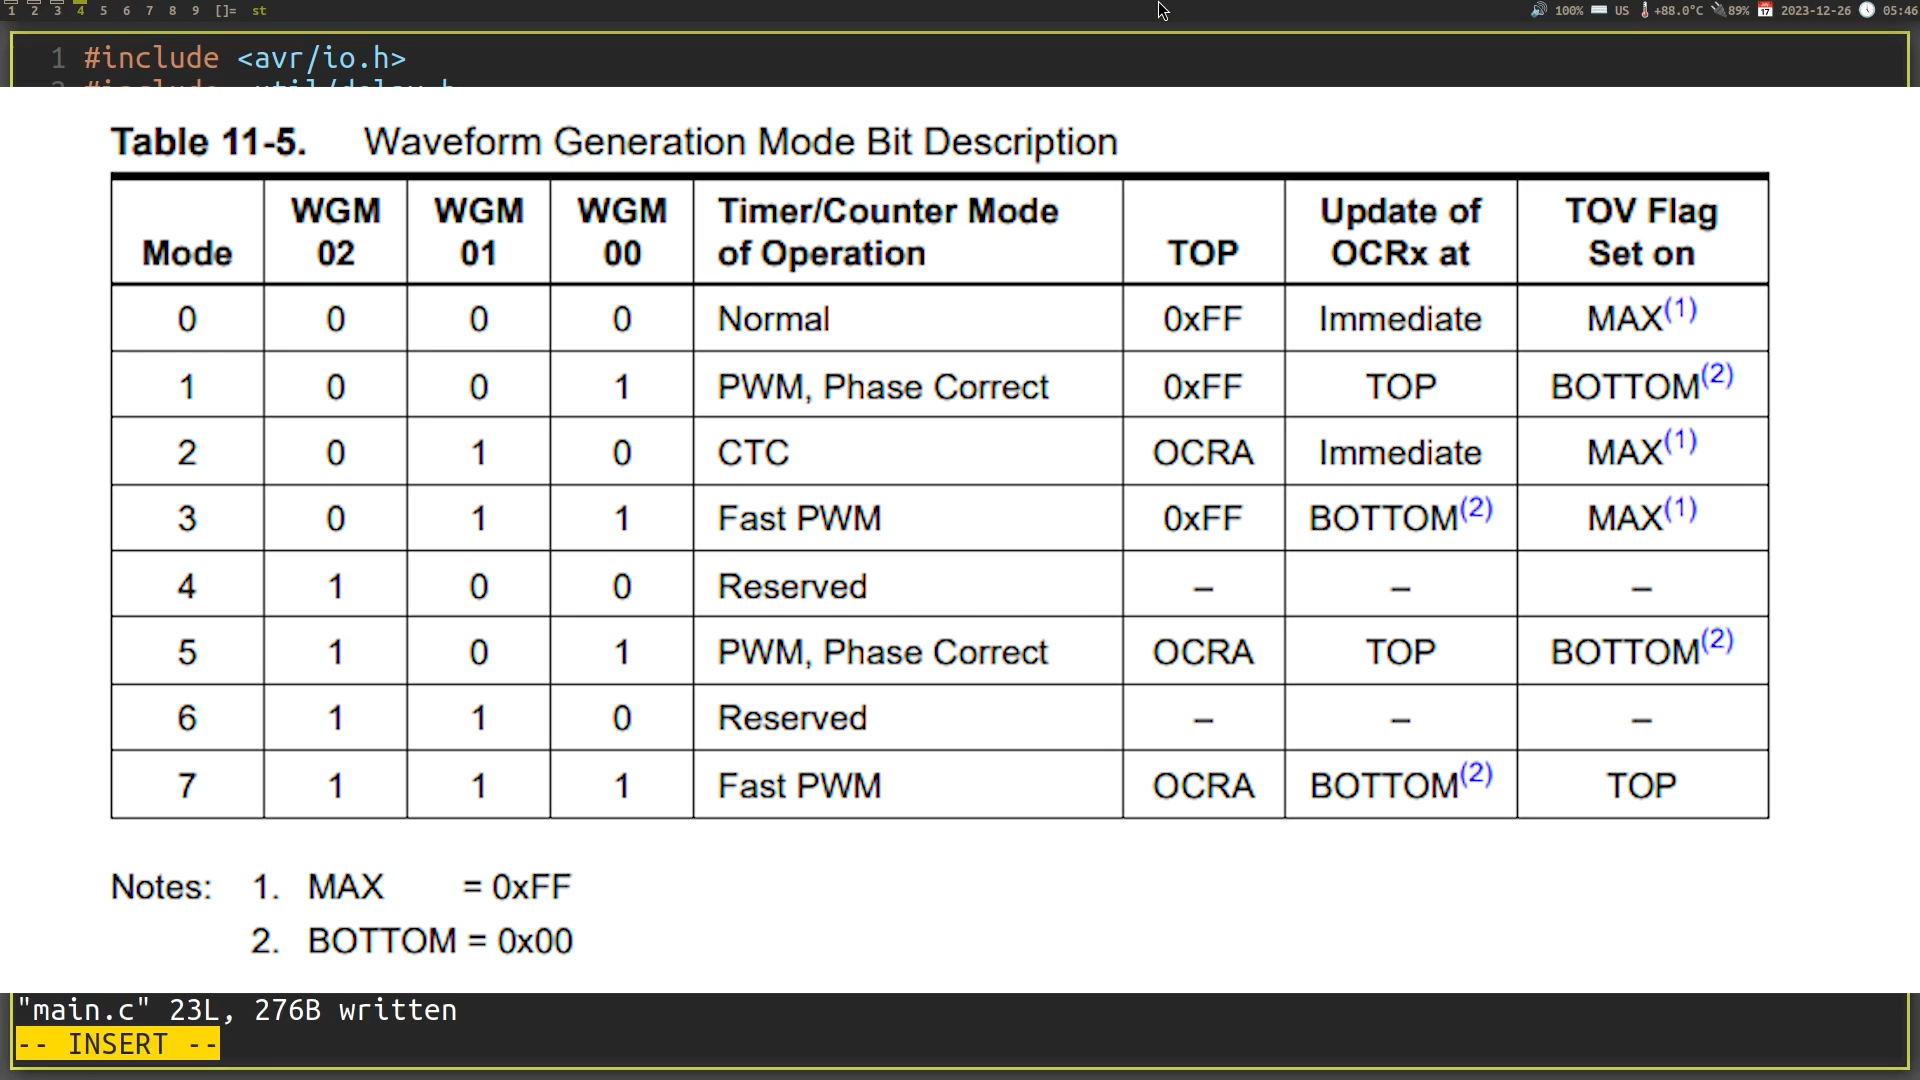 1 2 3 4 5 6 7 8 9 []= st 100% US +88.0°C 89% 2023-12-26 05:46
1 #include <avr/io.h>
2 #include <util/delay.h>
Table 11-5. Waveform Generation Mode Bit Description
Mode WGM 02 WGM 01 WGM 00 Timer/Counter Mode of Operation TOP Update of OCRx at TOV Flag Set on
0 0 0 0 Normal 0xFF Immediate MAX(1)
1 0 0 1 PWM, Phase Correct 0xFF TOP BOTTOM(2)
2 0 1 0 CTC OCRA Immediate MAX(1)
3 0 1 1 Fast PWM 0xFF BOTTOM(2) MAX(1)
4 1 0 0 Reserved – – –
5 1 0 1 PWM, Phase Correct OCRA TOP BOTTOM(2)
6 1 1 0 Reserved – – –
7 1 1 1 Fast PWM OCRA BOTTOM(2) TOP
Notes: 1. MAX = 0xFF
2. BOTTOM = 0x00
"main.c" 23L, 276B written
-- INSERT --